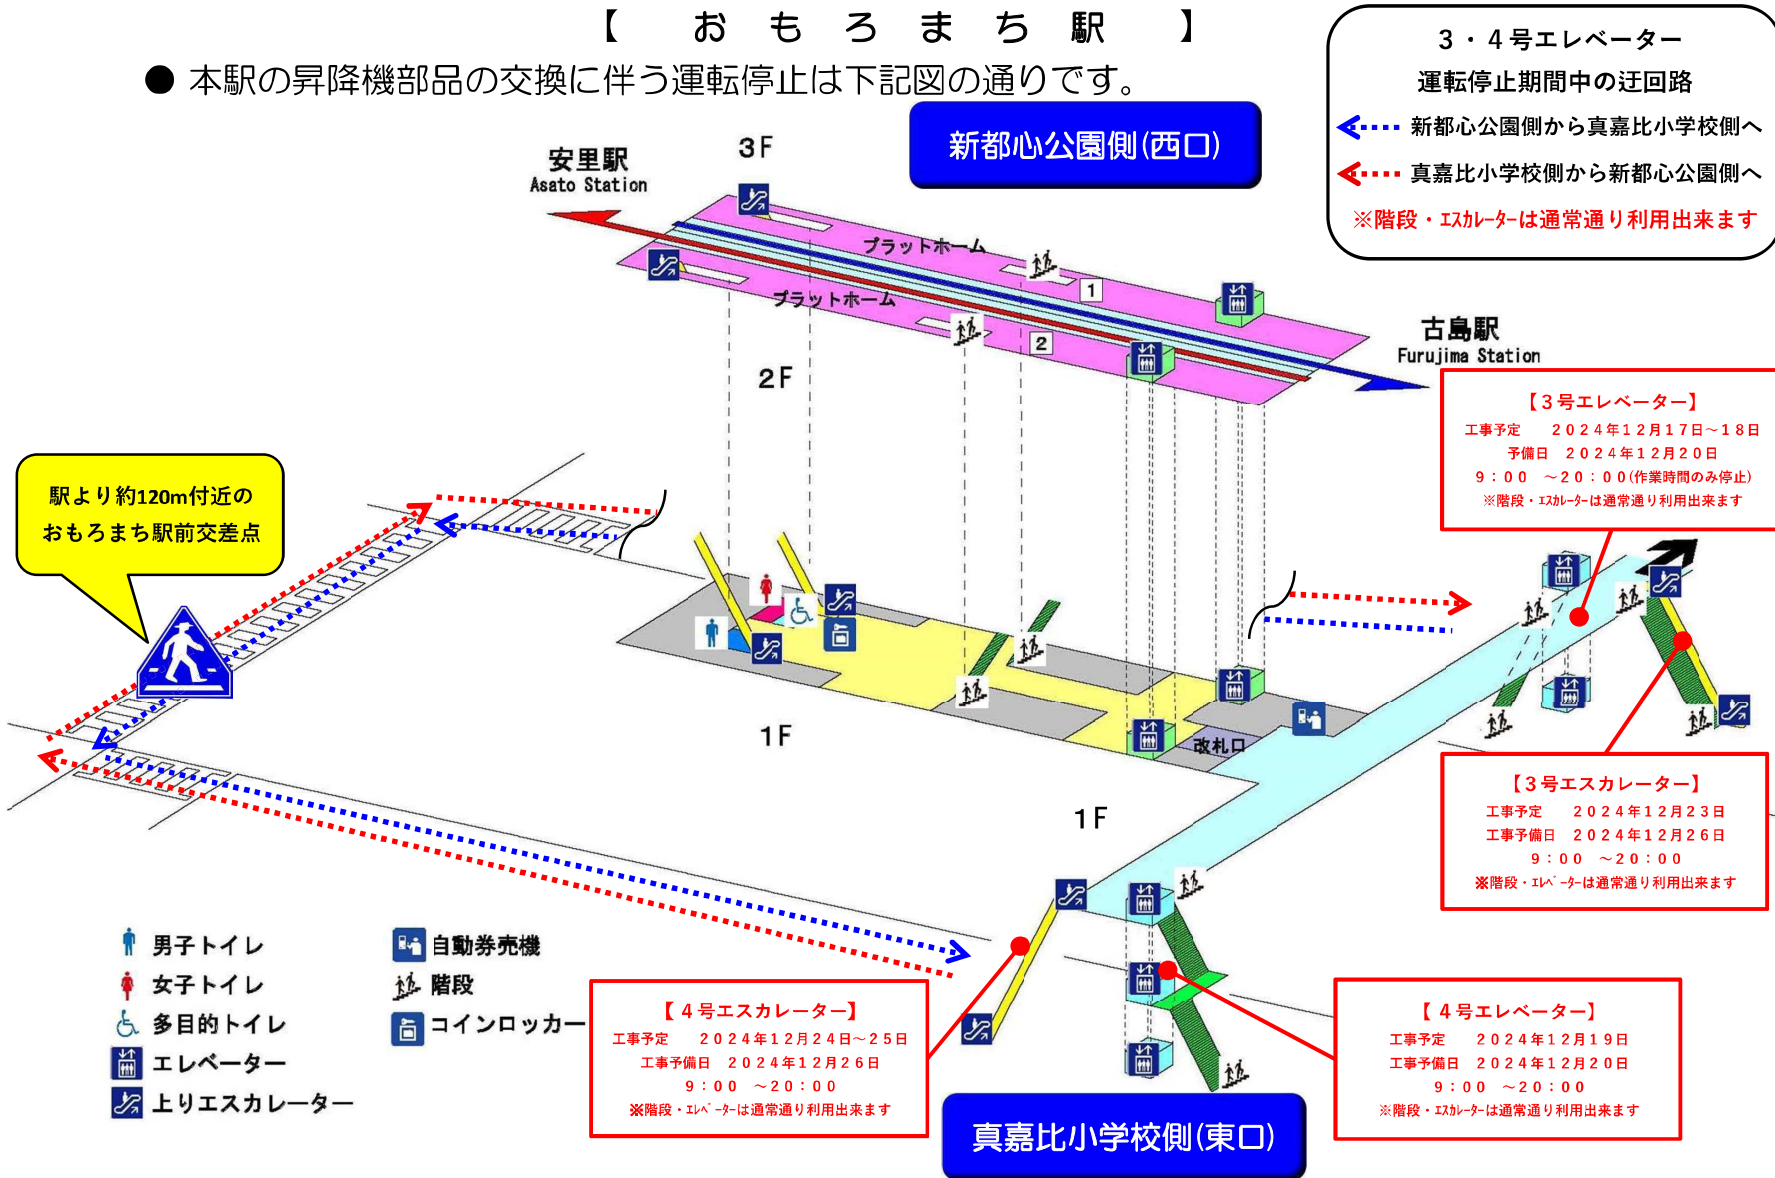 【 お も ろ ま ち 駅 】
● 本駅の昇降機部品の交換に伴う運転停止は下記図の通りです。
3・4号エレベーター
運転停止期間中の迂回路
新都心公園側から真嘉比小学校側へ
真嘉比小学校側から新都心公園側へ
※階段・エスカレーターは通常通り利用出来ます
新都心公園側(西口)
3F
安里駅
Asato Station
プラットホーム
1
プラットホーム
2
古島駅
Furujima Station
2F
【3号エレベーター】
工事予定 2024年12月17日~18日
予備日 2024年12月20日
9:00 ~20:00(作業時間のみ停止)
※階段・エスカレーターは通常通り利用出来ます
駅より約120m付近の
おもろまち駅前交差点
1F
改札口
【3号エスカレーター】
工事予定 2024年12月23日
工事予備日 2024年12月26日
9:00 ~20:00
※階段・エレベーターは通常通り利用出来ます
1F
男子トイレ
女子トイレ
多目的トイレ
エレベーター
上りエスカレーター
自動券売機
階段
コインロッカー
【4号エスカレーター】
工事予定 2024年12月24日~25日
工事予備日 2024年12月26日
9:00 ~20:00
※階段・エレベーターは通常通り利用出来ます
【4号エレベーター】
工事予定 2024年12月19日
工事予備日 2024年12月20日
9:00 ~20:00
※階段・エスカレーターは通常通り利用出来ます
真嘉比小学校側(東口)